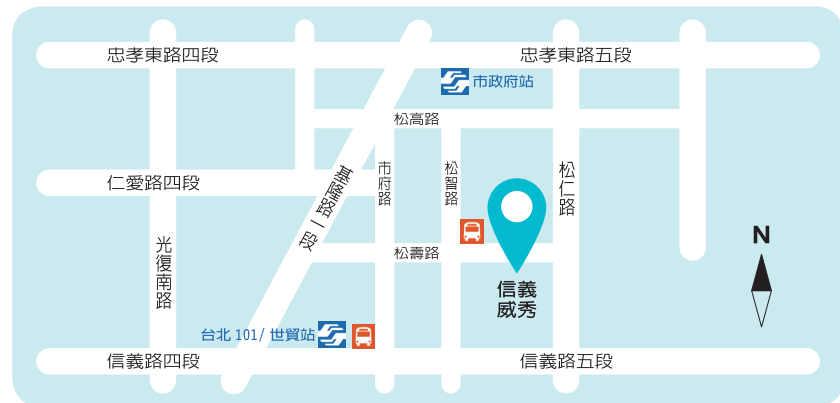 忠孝東路四段
忠孝東路五段
市政府站
松高路
仁愛路四段
基隆路一段
市府路
松智路
松仁路
光復南路
松壽路
N
信義
威秀
台北 101/ 世貿站
信義路四段
信義路五段